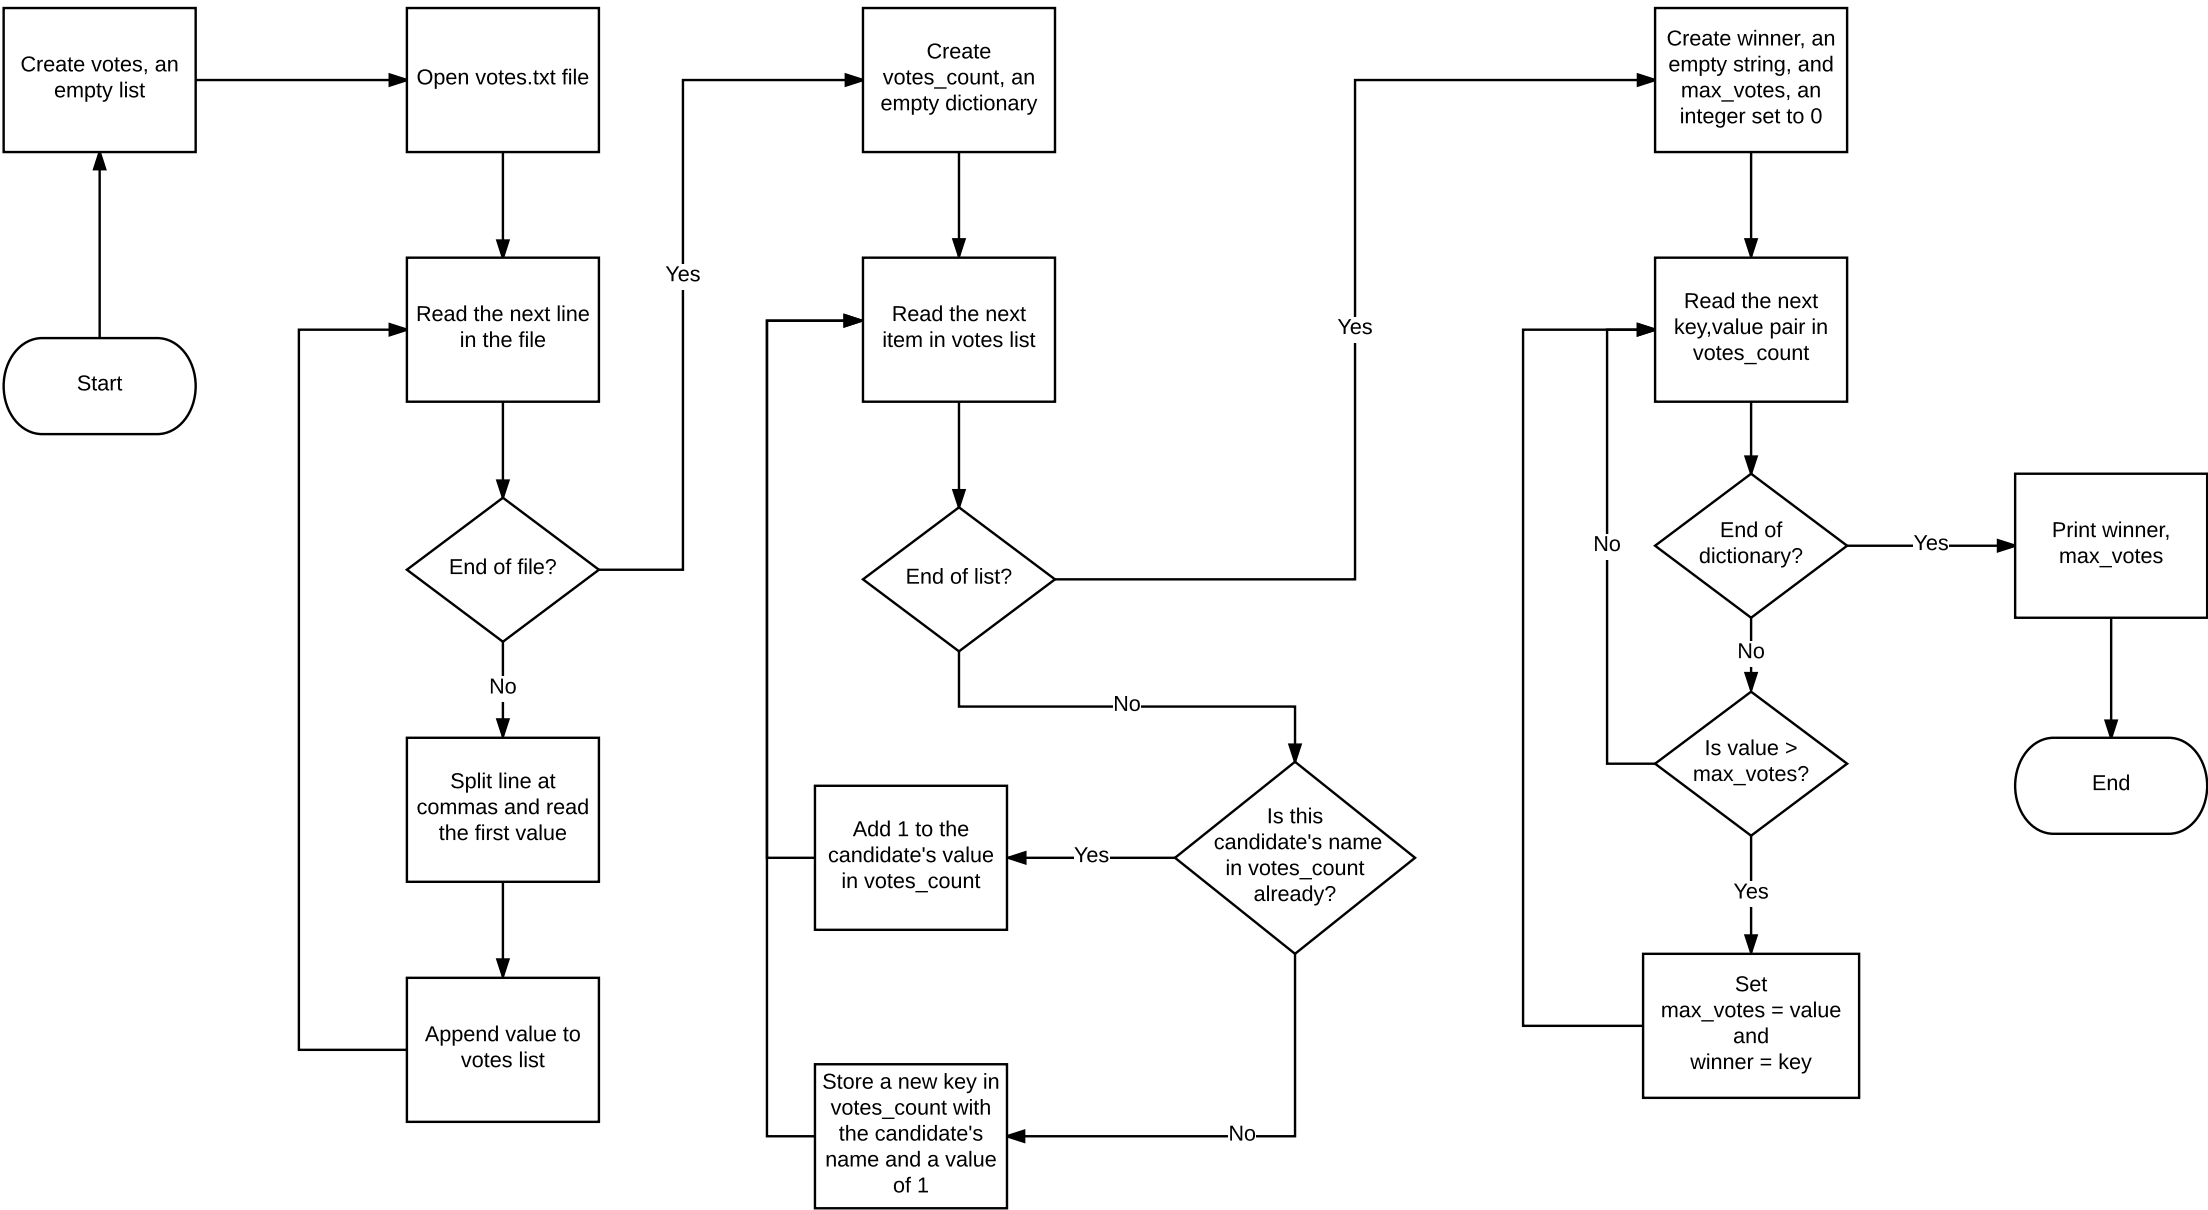 Start
Create votes, an
empty list
Open votes.txt file
Read the next line
in the file
End of file?
No
Split line at
commas and read
the first value
Append value to
votes list
Yes
Create
votes_count, an
empty dictionary
Read the next
item in votes list
End of list?
No
Is this
candidate's name
in votes_count
already?
Yes
Add 1 to the
candidate's value
in votes_count
No
Store a new key in
votes_count with
the candidate's
name and a value
of 1
Yes
Create winner, an
empty string, and
max_votes, an
integer set to 0
Read the next
key,value pair in
votes_count
End of
dictionary?
No
Is value >
max_votes?
No
Yes
Set
max_votes = value
and
winner = key
Yes
Print winner,
max_votes
End